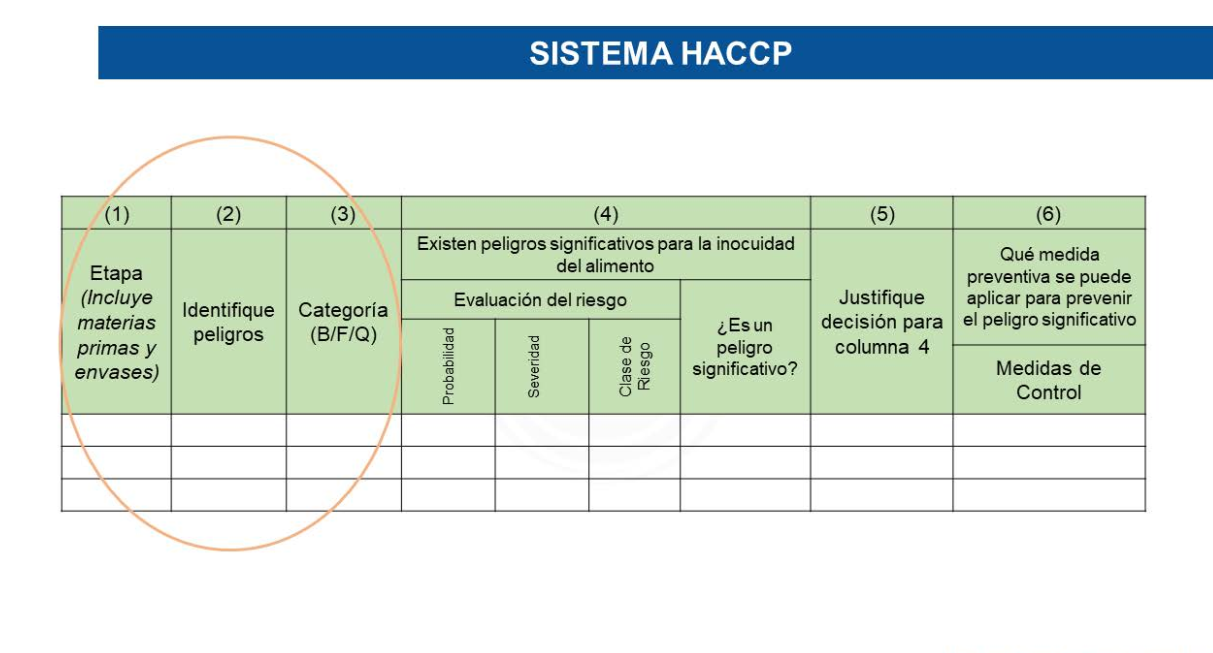 SISTEMA HACCP
(1)
(2)
(3)
(4)
(5)
(6)
Etapa
(Incluye
materias
primas y
envases)
Identifique
peligros
Categoría
(B/F/Q)
Existen peligros significativos para la inocuidad
del alimento
Evaluación del riesgo
Probabilidad
Severidad
Clase de
Riesgo
¿Es un
peligro
significativo?
Justifique
decisión para
columna 4
Qué medida
preventiva se puede
aplicar para prevenir
el peligro significativo
Medidas de
Control